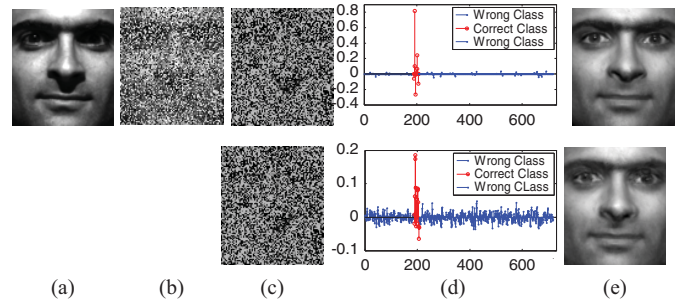 0.8
0.6
0.4
0.2
0
-0.2
-0.4
Wrong Class
Correct Class
Wrong Class
0 200 400 600
0.2
0.1
0
-0.1
Wrong Class
Correct Class
Wrong CLass
0 200 400 600
(a) (b) (c) (d) (e)